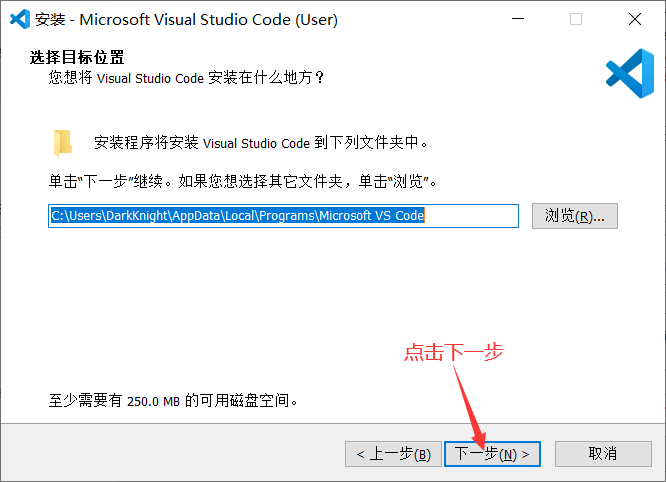 安装 - Microsoft Visual Studio Code (User)
选择目标位置
您想将 Visual Studio Code 安装在什么地方？
安装程序将安装 Visual Studio Code 到下列文件夹中。
单击“下一步”继续。如果您想选择其它文件夹，单击“浏览”。
C:\Users\DarkKnight\AppData\Local\Programs\Microsoft VS Code
浏览(R)...
点击下一步
至少需要有 250.0 MB 的可用磁盘空间。
< 上一步(B)
下一步(N) >
取消